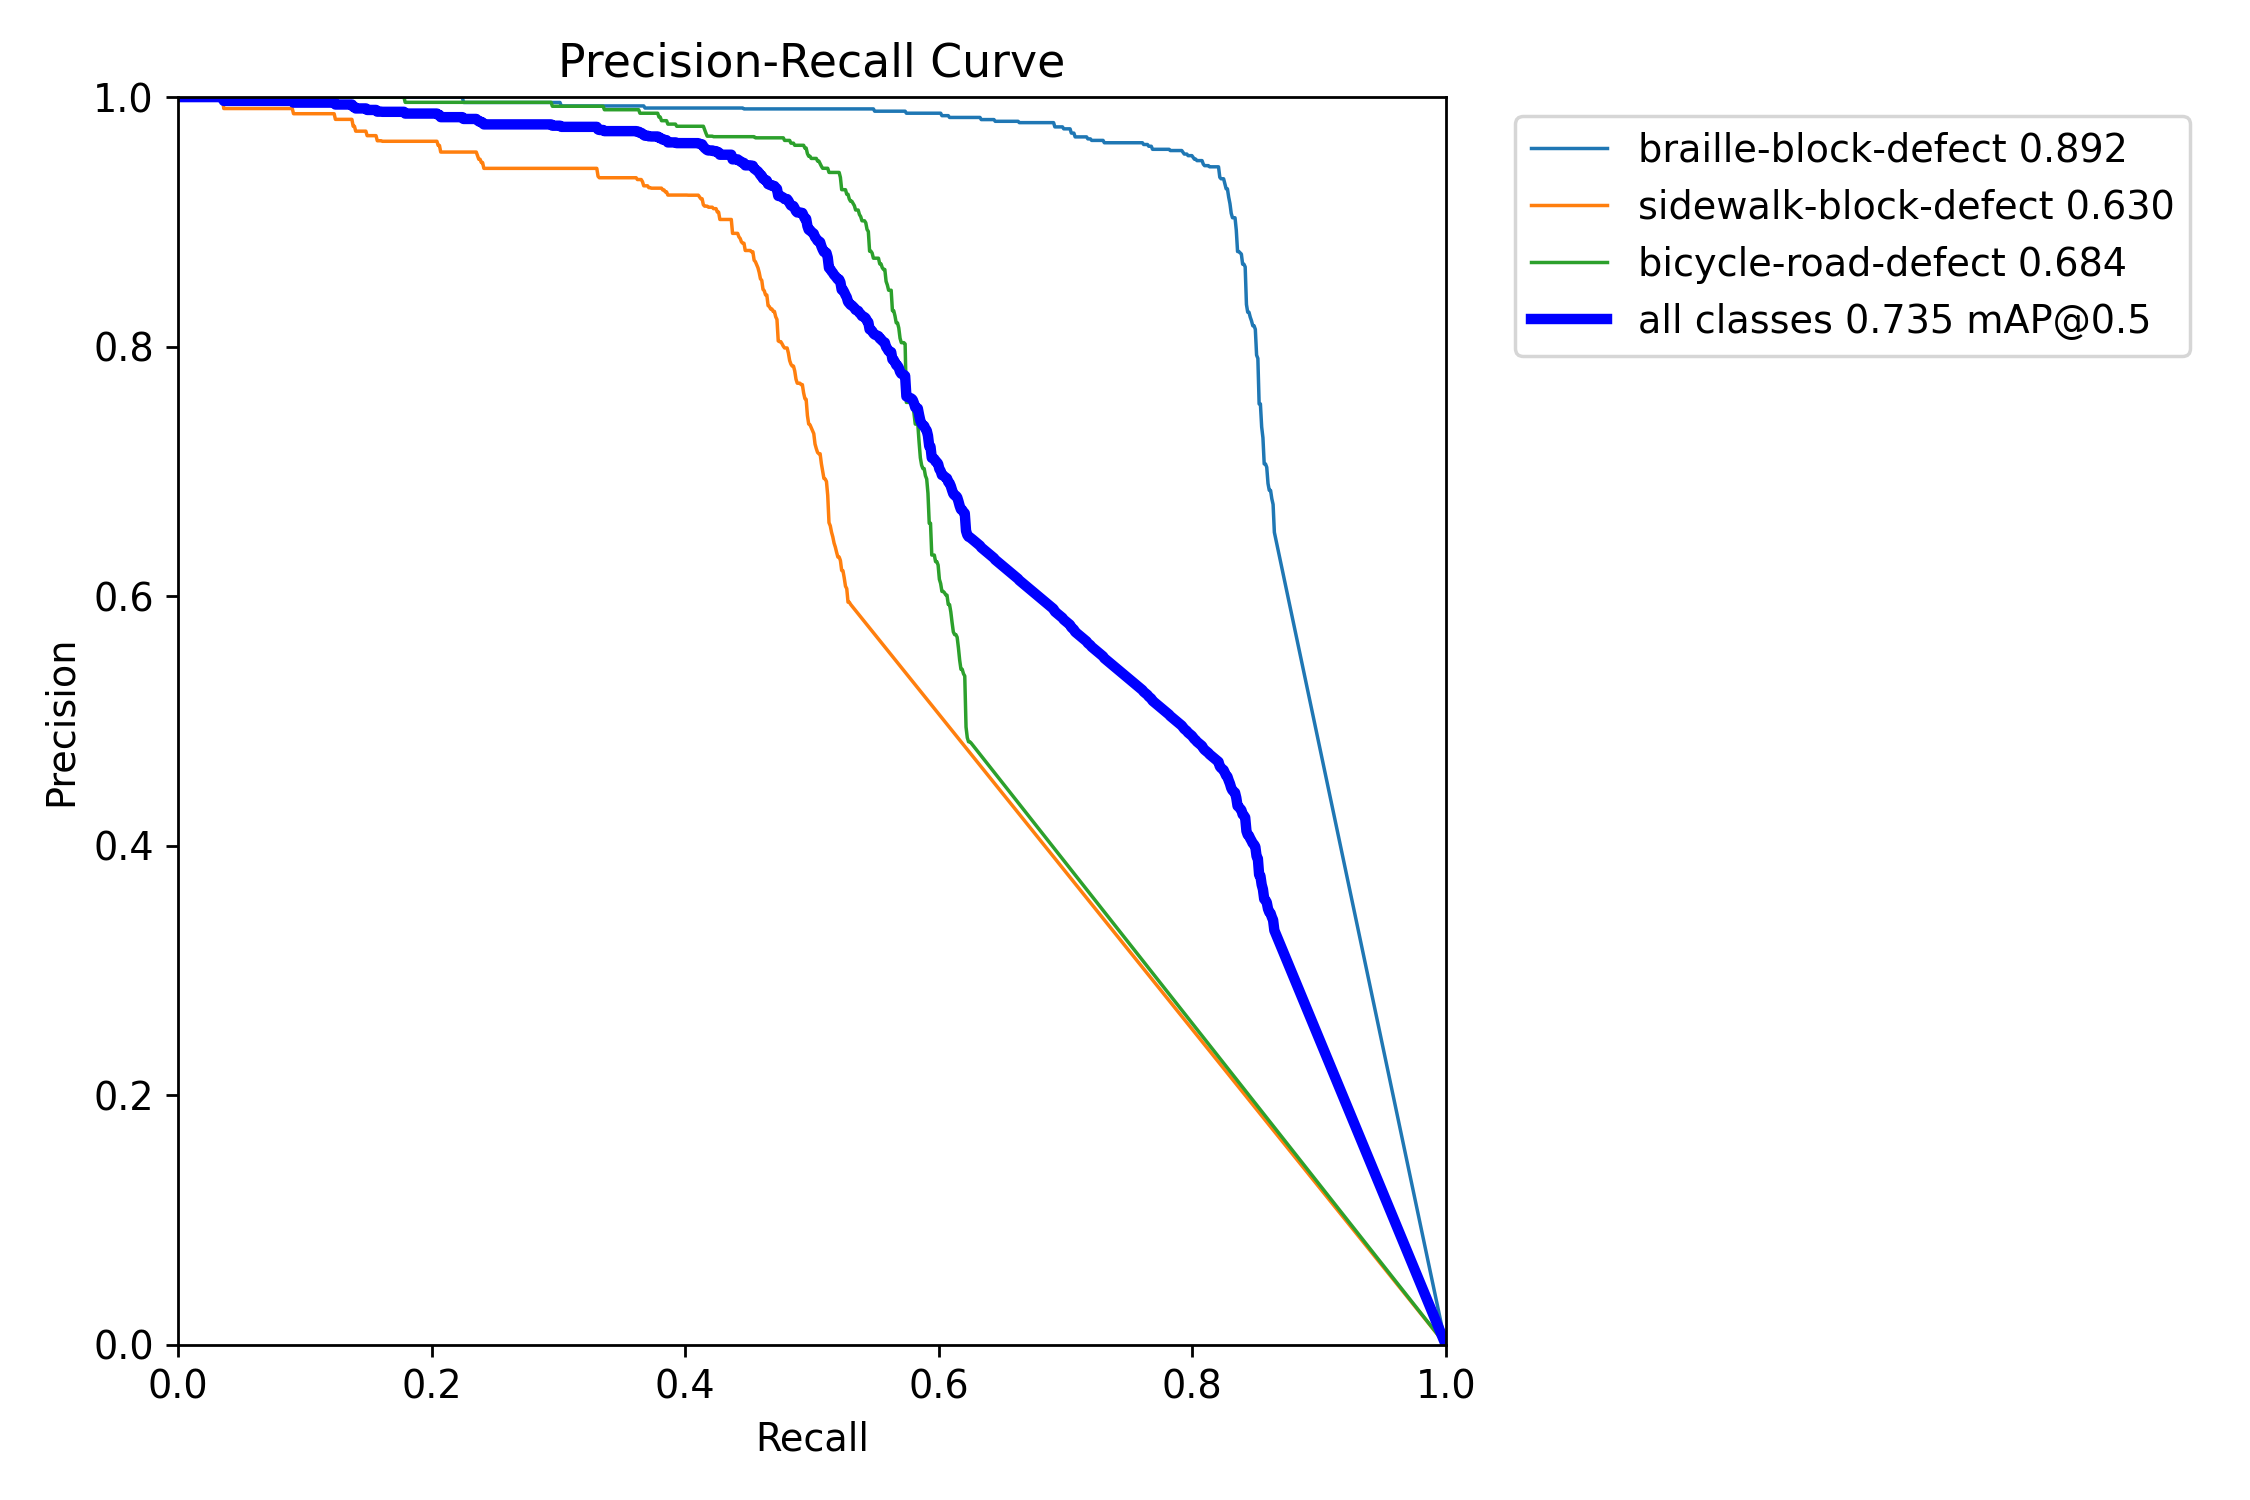 Precision-Recall Curve
1.0
0.8
0.6
0.4
0.2
0.0
Precision
0.0 0.2 0.4 0.6 0.8 1.0
Recall
braille-block-defect 0.892
sidewalk-block-defect 0.630
bicycle-road-defect 0.684
all classes 0.735 mAP@0.5